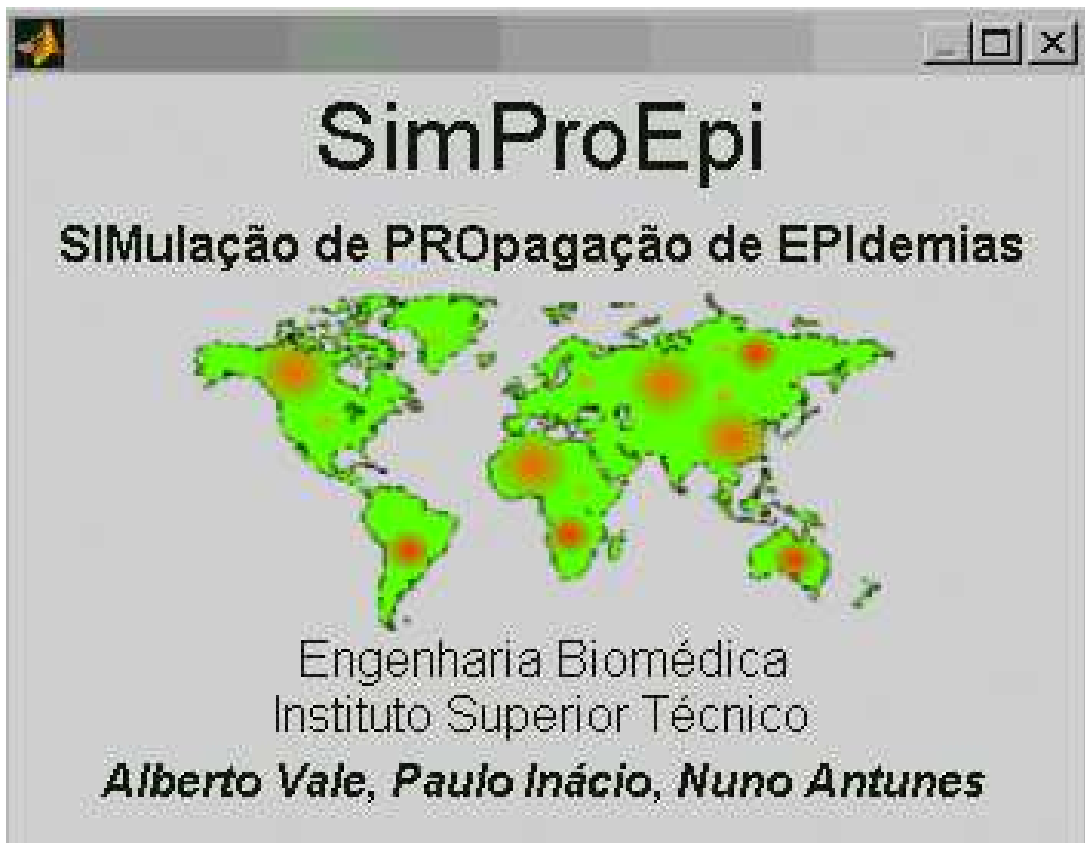 SimProEpi
SIMulação de PROpagação de EPIdemias
Engenharia Biomédica
Instituto Superior Técnico
Alberto Vale, Paulo Inácio, Nuno Antunes